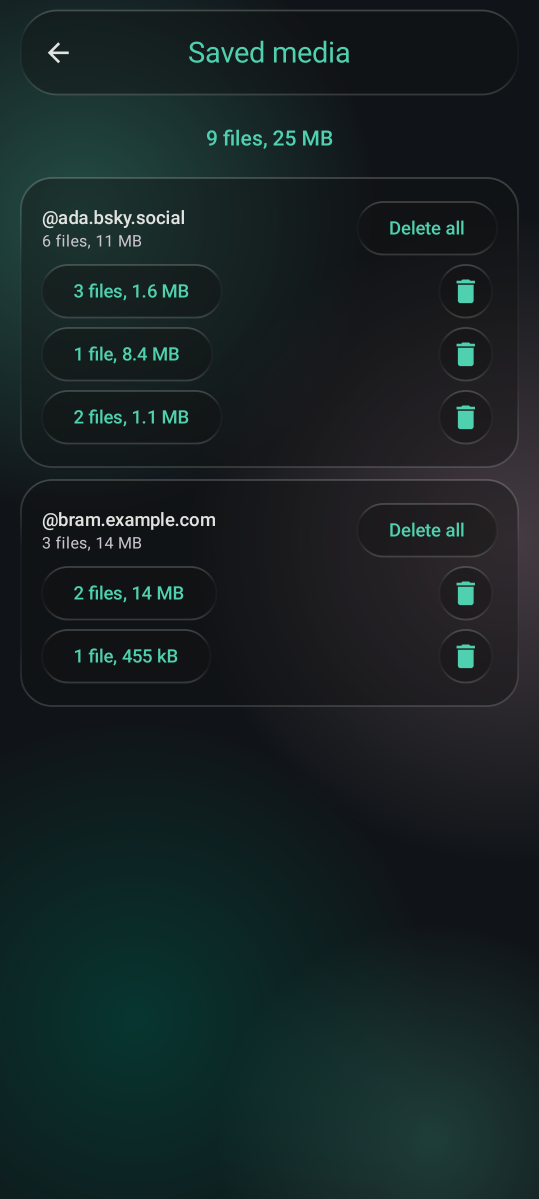 Saved media
9 files, 25 MB
@ada.bsky.social
6 files, 11 MB
Delete all
3 files, 1.6 MB
1 file, 8.4 MB
2 files, 1.1 MB
@bram.example.com
3 files, 14 MB
Delete all
2 files, 14 MB
1 file, 455 kB